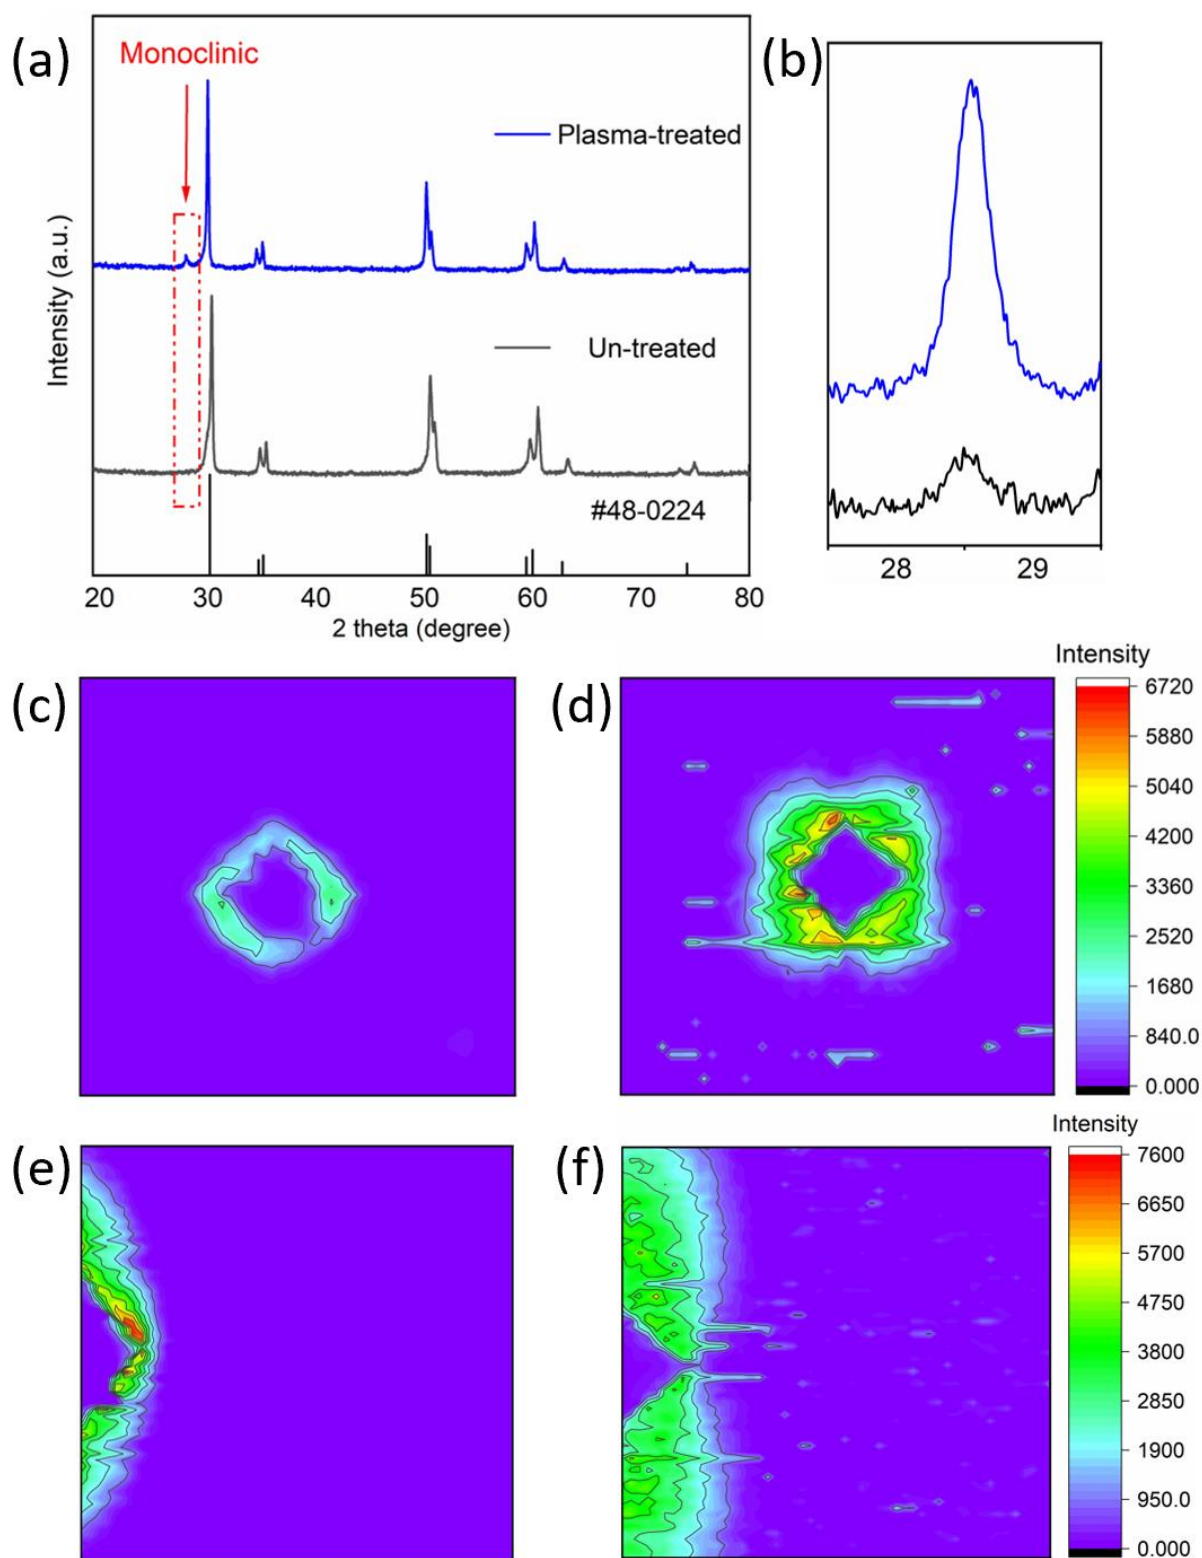 (a)
Monoclinic
Plasma-treated
Un-treated
#48-0224
Intensity (a.u.)
20 30 40 50 60 70 80
2 theta (degree)
(b)
28 29
(c)
(d)
Intensity
6720
5880
5040
4200
3360
2520
1680
840.0
0.000
(e)
(f)
Intensity
7600
6650
5700
4750
3800
2850
1900
950.0
0.000